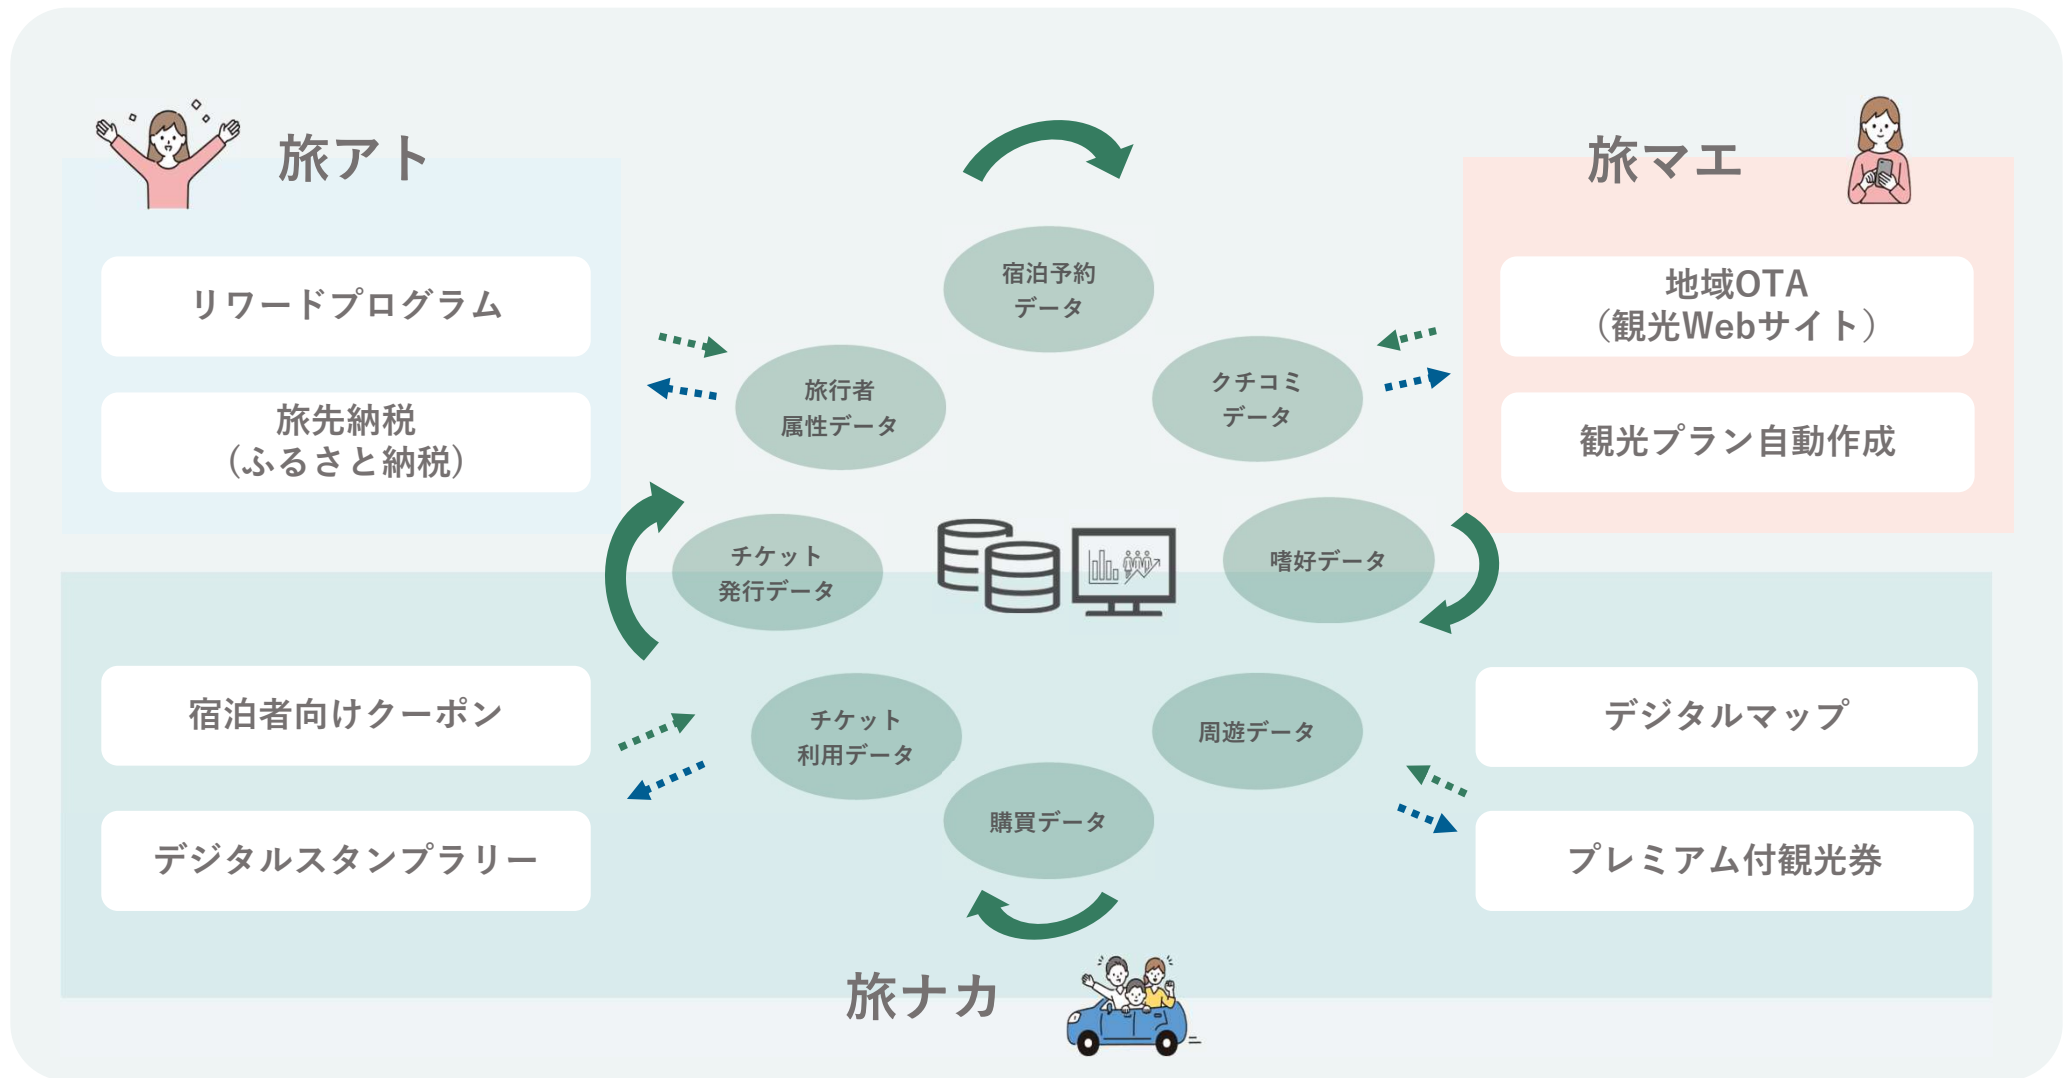 旅アト
リワードプログラム
旅先納税
(ふるさと納税)
旅マエ
地域OTA
（観光Webサイト）
観光プラン自動作成
宿泊予約
データ
旅行者
属性データ
クチコミ
データ
チケット
発行データ
嗜好データ
チケット
利用データ
周遊データ
購買データ
宿泊者向けクーポン
デジタルスタンプラリー
デジタルマップ
プレミアム付観光券
旅ナカ